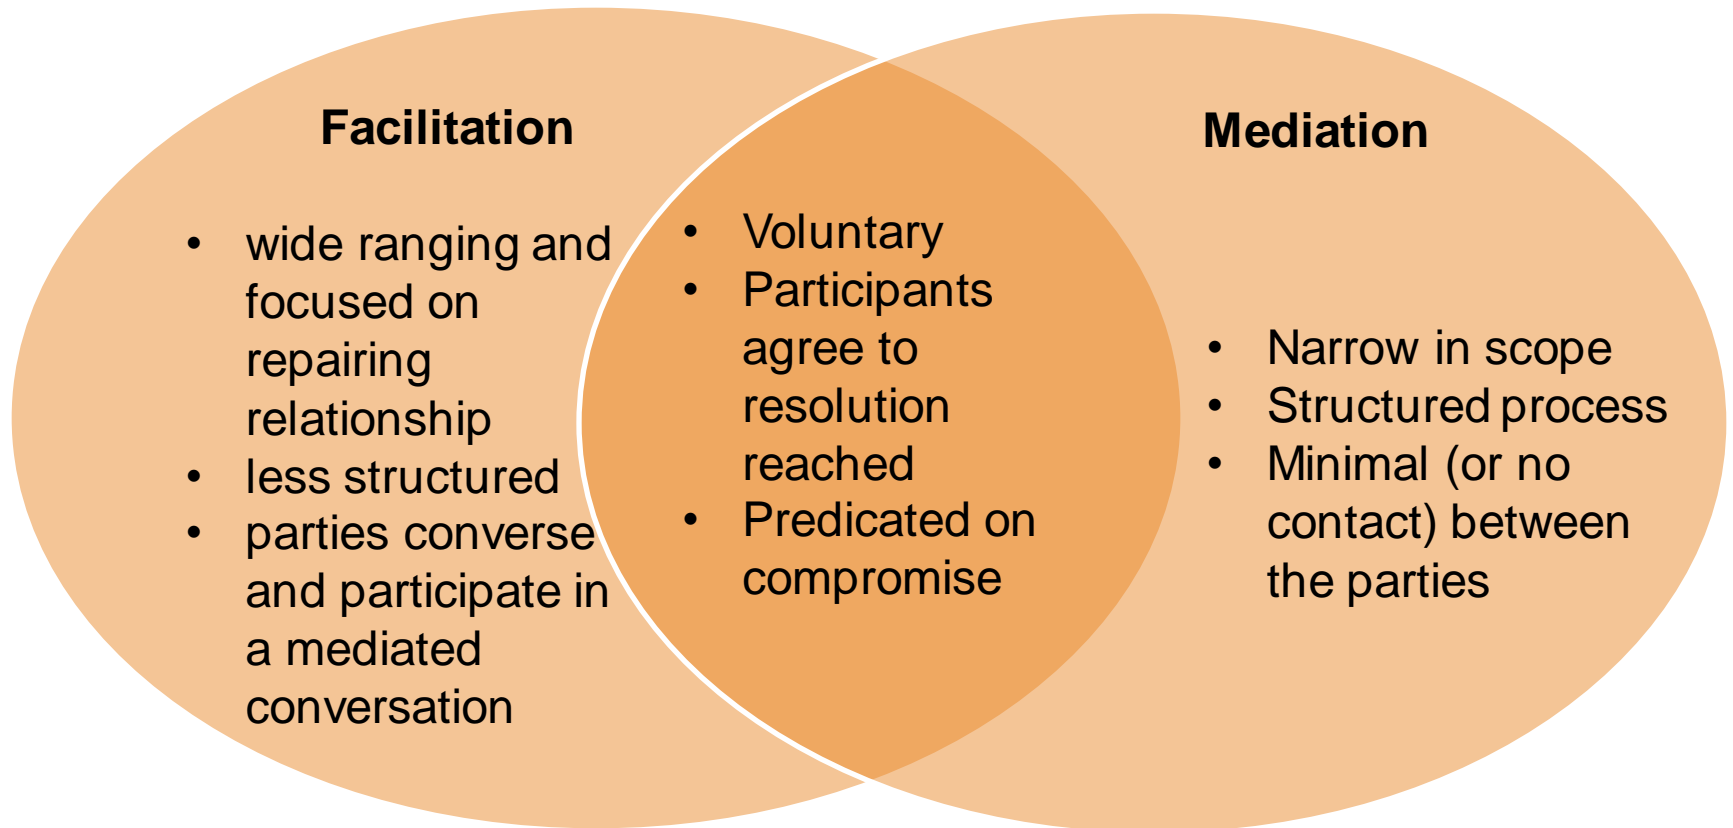 Facilitation
• wide ranging and
focused on
repairing
relationship
• less structured
• parties converse
and participate in
a mediated
conversation
• Voluntary
• Participants
agree to
resolution
reached
• Predicated on
compromise
Mediation
• Narrow in scope
• Structured process
• Minimal (or no
contact) between
the parties